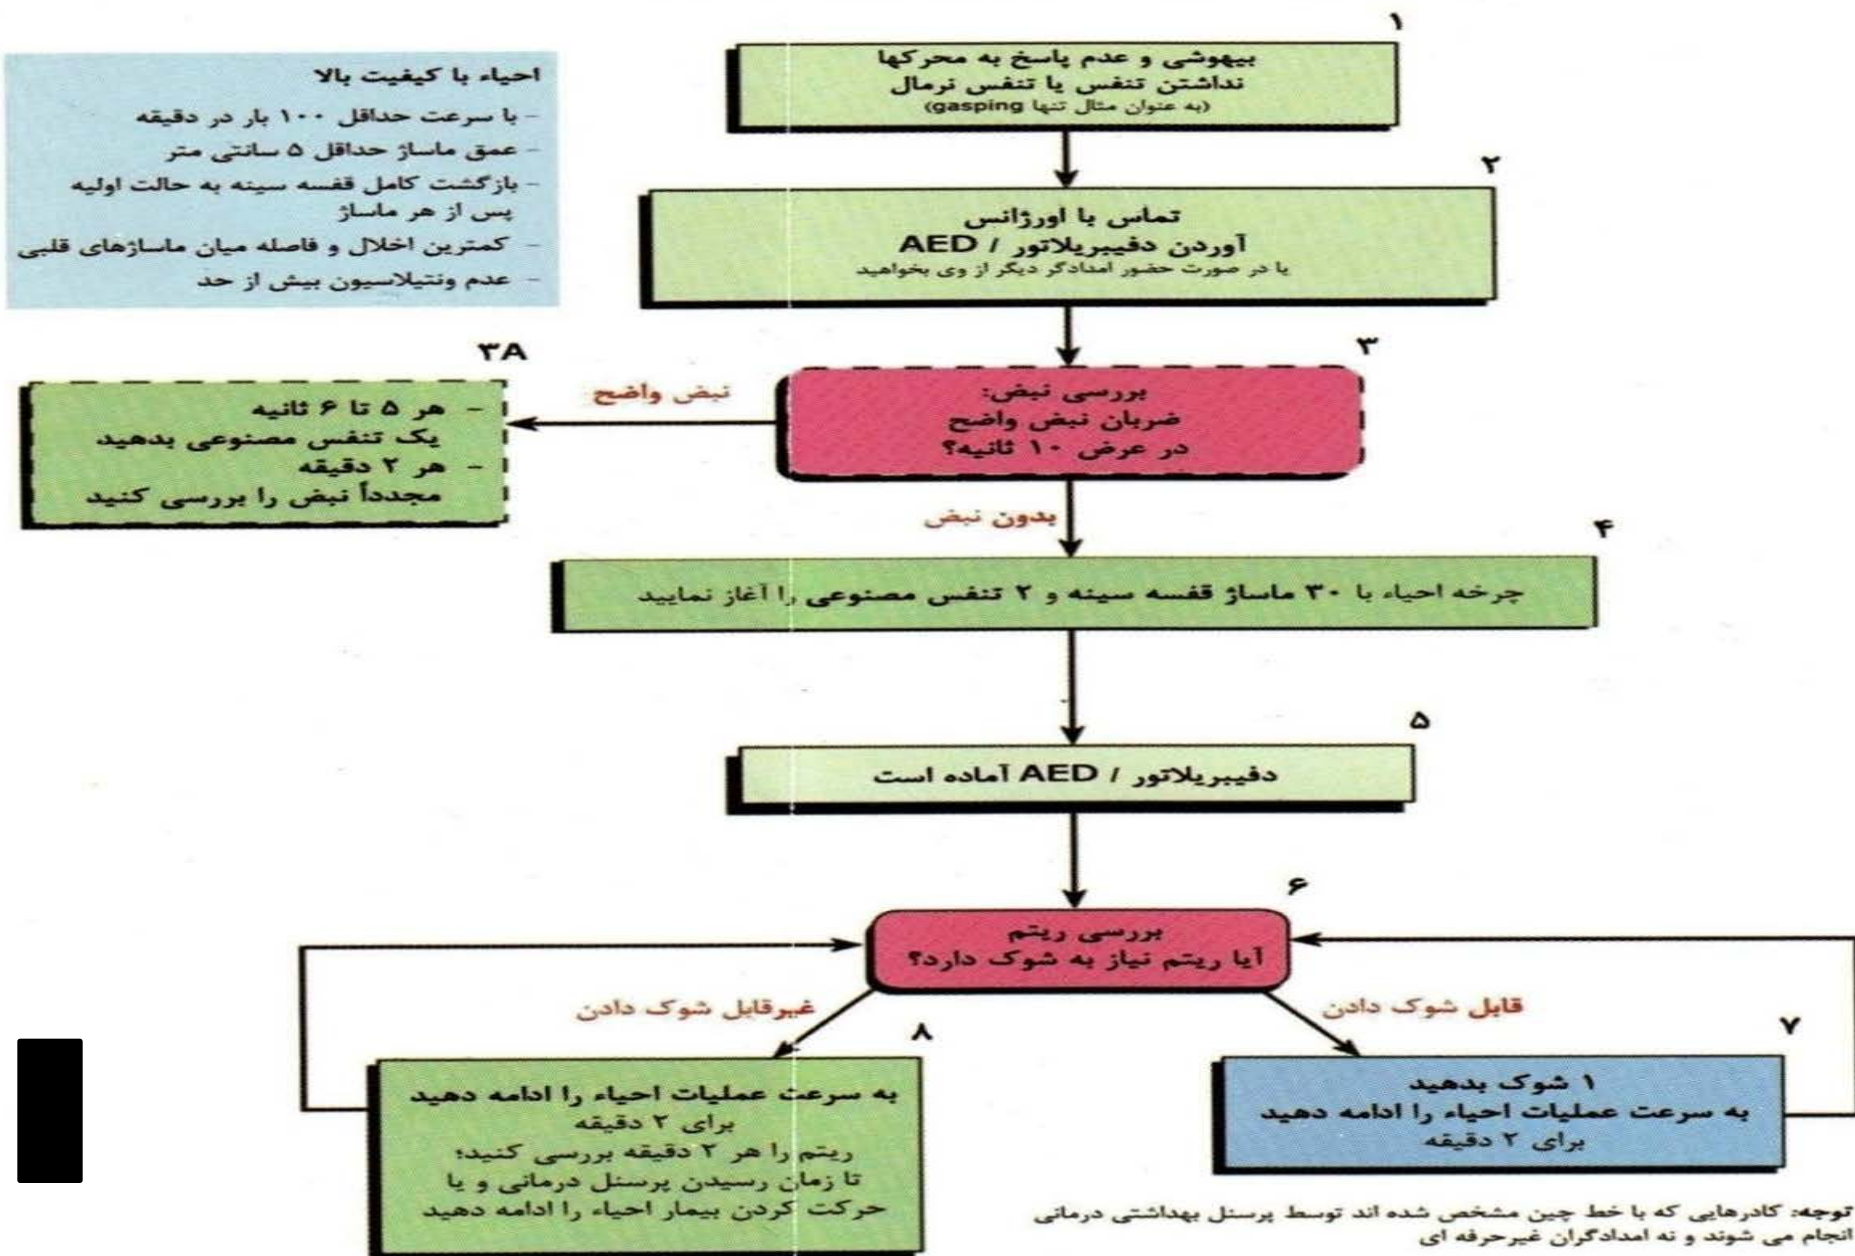 ۱
بیهوشی و عدم پاسخ به محرکها
نداشتن تنفس یا تنفس نرمال
(به عنوان مثال تنها gasping)
احیاء با کیفیت بالا
- با سرعت حداقل ۱۰۰ بار در دقیقه
- عمق ماساژ حداقل ۵ سانتی متر
- بازگشت کامل قفسه سینه به حالت اولیه
پس از هر ماساژ
- کمترین اخلال و فاصله میان ماساژهای قلبی
- عدم ونتیلاسیون بیش از حد
۲
تماس با اورژانس
آوردن دفیبریلاتور / AED
یا در صورت حضور امدادگر دیگر از وی بخواهید
۳
بررسی نبض:
ضربان نبض واضح
در عرض ۱۰ ثانیه؟
نبض واضح
۳A
- هر ۵ تا ۶ ثانیه
یک تنفس مصنوعی بدهید
- هر ۲ دقیقه
مجدداً نبض را بررسی کنید
بدون نبض
۴
چرخه احیاء با ۳۰ ماساژ قفسه سینه و ۲ تنفس مصنوعی را آغاز نمایید
۵
دفیبریلاتور / AED آماده است
۶
بررسی ریتم
آیا ریتم نیاز به شوک دارد؟
قابل شوک دادن
غیرقابل شوک دادن
۷
۱ شوک بدهید
به سرعت عملیات احیاء را ادامه دهید
برای ۲ دقیقه
۸
به سرعت عملیات احیاء را ادامه دهید
برای ۲ دقیقه
ریتم را هر ۲ دقیقه بررسی کنید؛
تا زمان رسیدن پرسنل درمانی و یا
حرکت کردن بیمار احیاء را ادامه دهید
توجه: کادرهایی که با خط چین مشخص شده اند توسط پرسنل بهداشتی درمانی
انجام می شوند و نه امدادگران غیرحرفه ای